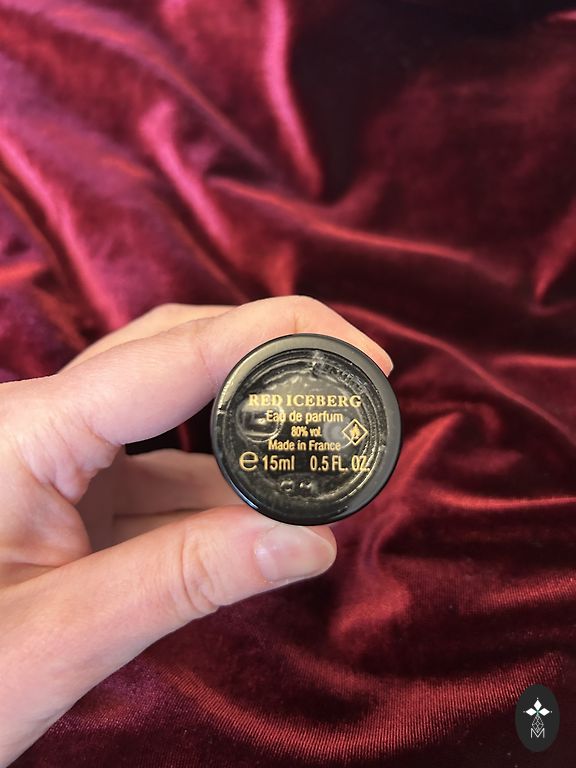 RED ICEBERG
Eau de parfum
80% vol.
Made in France
℮ 15ml 0.5 FL. OZ.